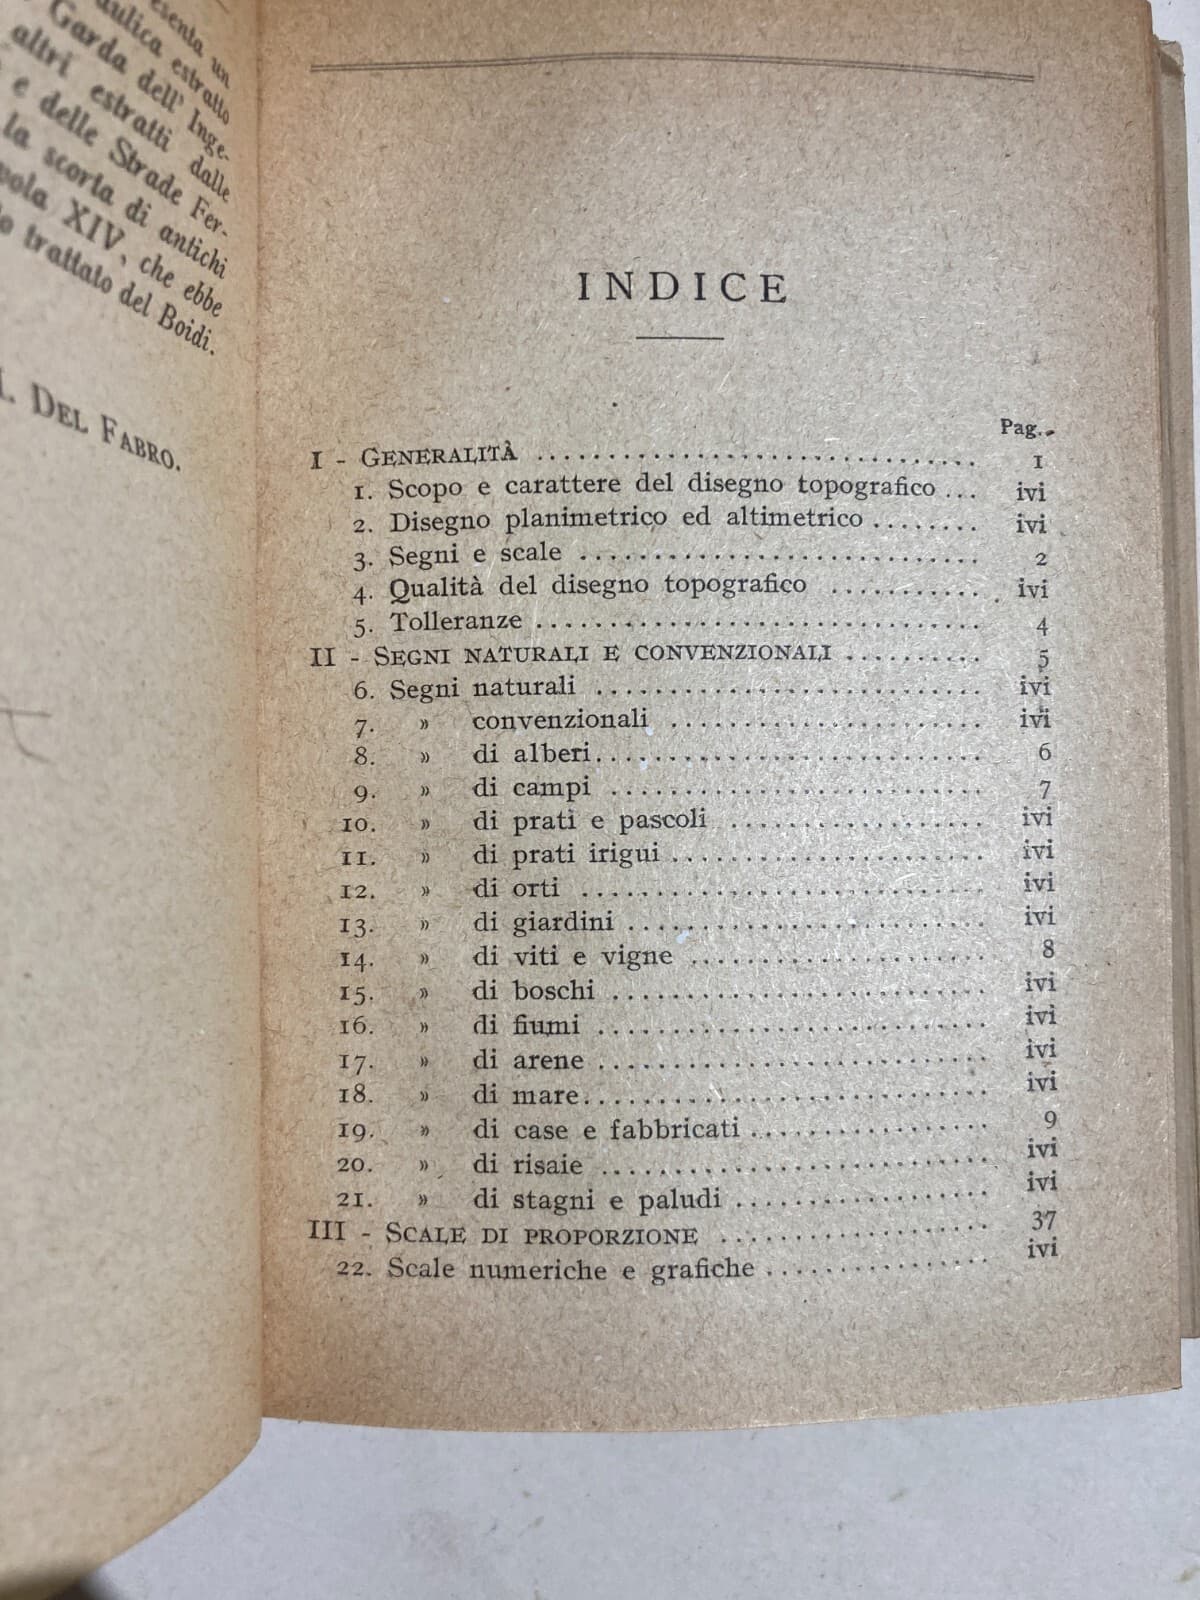 esenta un
aulica estratto
Garda dell' Inge-
altri estratti dalle
e delle Strade Fer-
la scorta di antichi
vola XIV, che ebbe
trattato del Boidi.
DEL FABRO.
INDICE
Pag.
I - GENERALITÀ .............................. 1
1. Scopo e carattere del disegno topografico ... ivi
2. Disegno planimetrico ed altimetrico ........ ivi
3. Segni e scale ............................ 2
4. Qualità del disegno topografico ........... ivi
5. Tolleranze ............................... 4
II - SEGNI NATURALI E CONVENZIONALI .......... 5
6. Segni naturali ........................... ivi
7. » convenzionali ...................... ivi
8. » di alberi........................... 6
9. » di campi .......................... 7
10. » di prati e pascoli .................. ivi
11. » di prati irigui ...................... ivi
12. » di orti ............................ ivi
13. » di giardini ......................... ivi
14. » di viti e vigne ..................... 8
15. » di boschi .......................... ivi
16. » di fiumi ........................... ivi
17. » di arene ........................... ivi
18. » di mare............................ ivi
19. » di case e fabbricati ................. 9
20. » di risaie .......................... ivi
21. » di stagni e paludi .................. ivi
III - SCALE DI PROPORZIONE .................. 37
22. Scale numeriche e grafiche ................ ivi